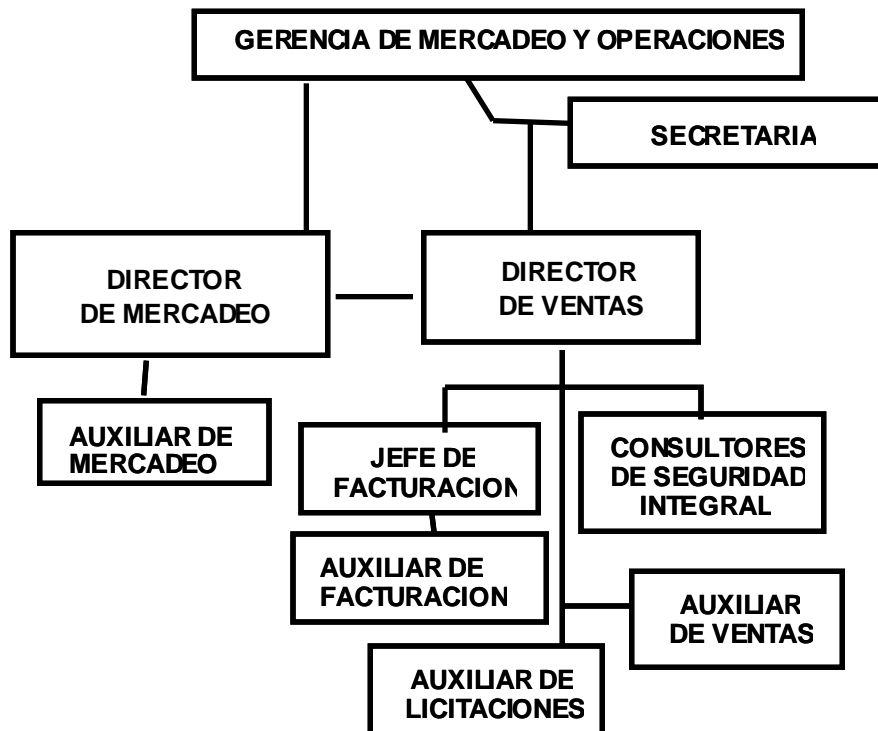 GERENCIA DE MERCADEO Y OPERACIONES
SECRETARIA
DIRECTOR
DE MERCADEO
DIRECTOR
DE VENTAS
AUXILIAR DE
MERCADEO
JEFE DE
FACTURACION
CONSULTORES
DE SEGURIDAD
INTEGRAL
AUXILIAR DE
FACTURACION
AUXILIAR
DE VENTAS
AUXILIAR DE
LICITACIONES